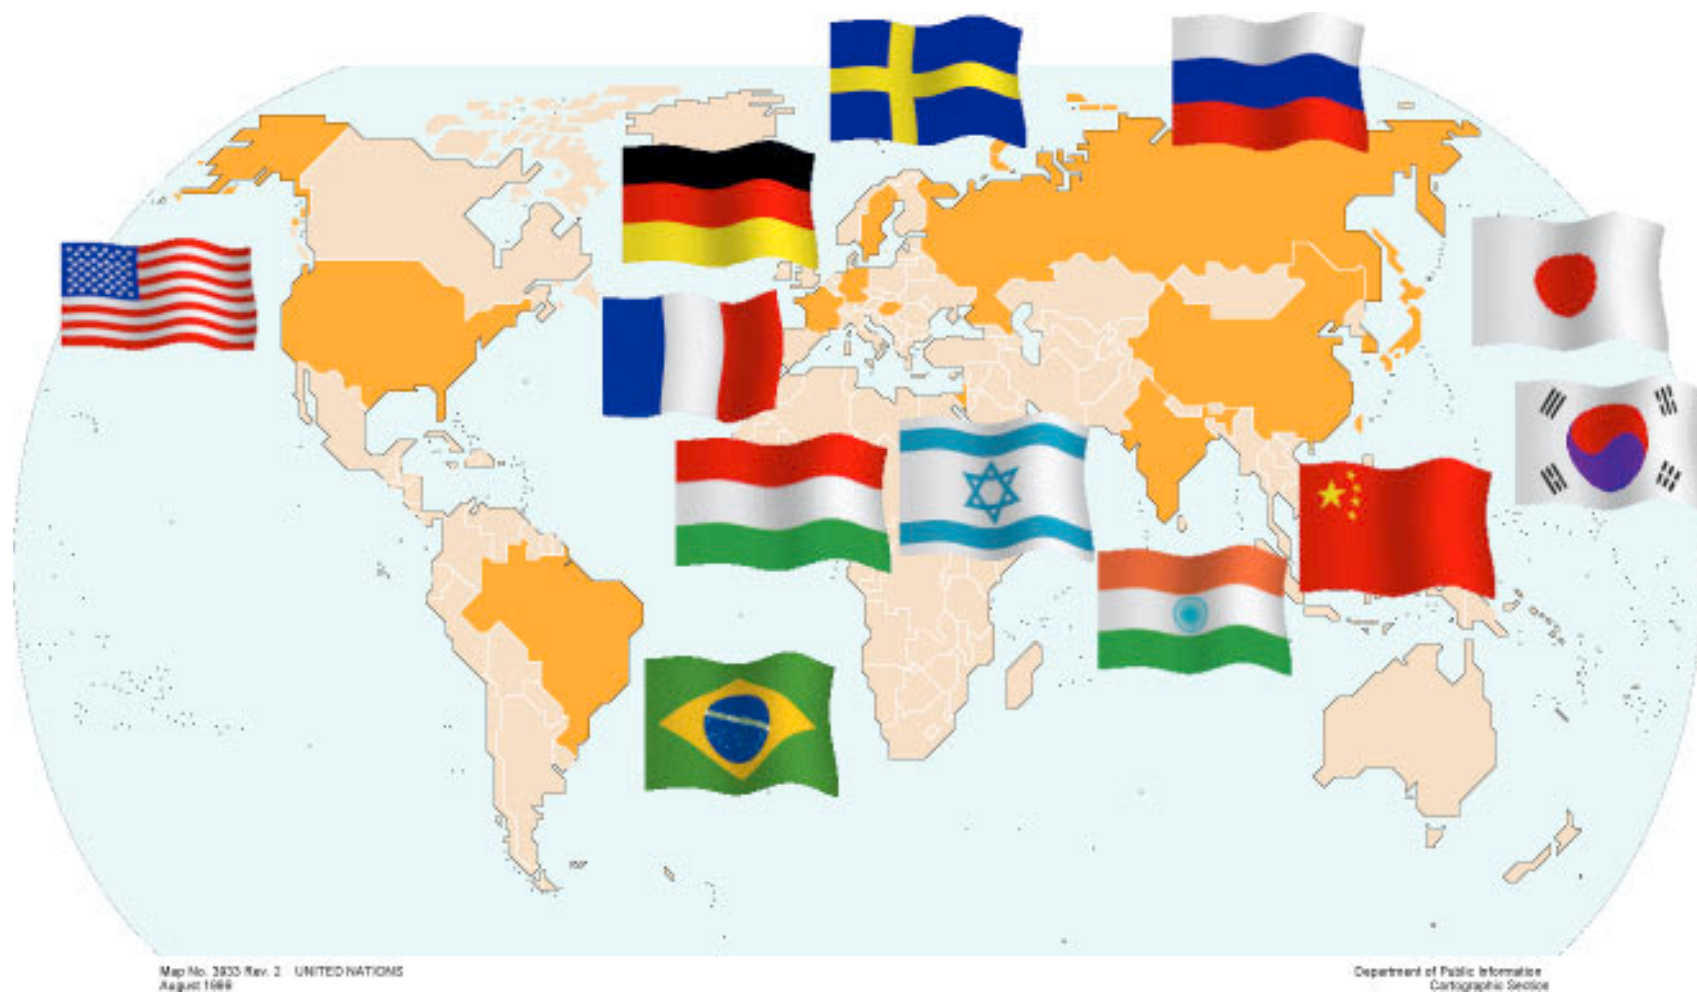 Map No. 3933 Rev. 2 UNITED NATIONS
August 1999
Department of Public Information
Cartographic Section